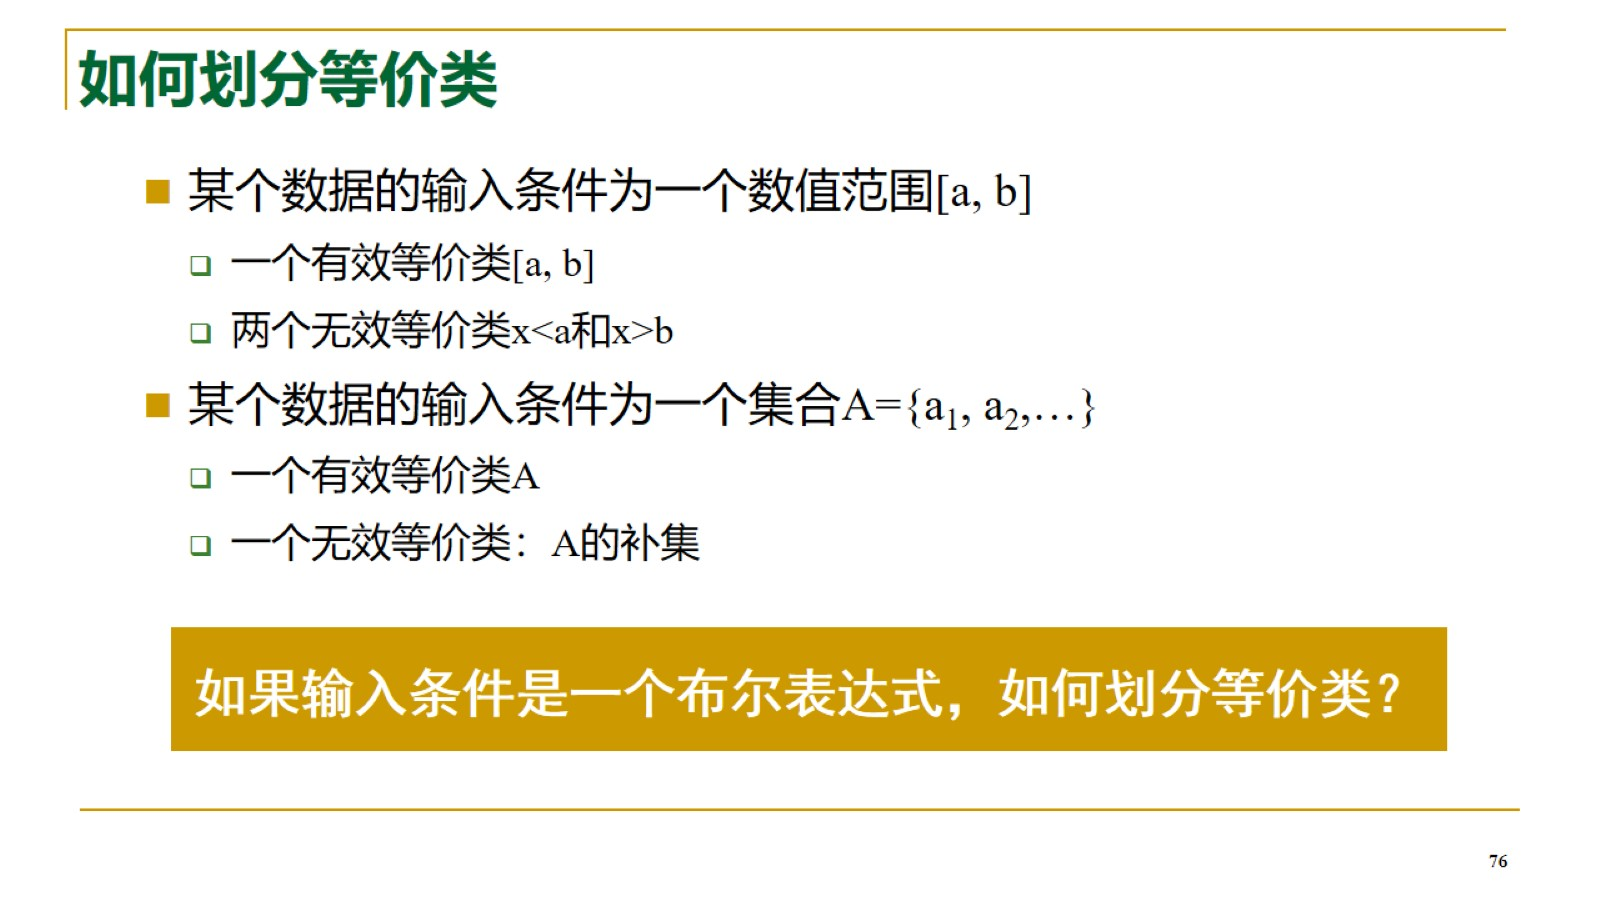 如何划分等价类
某个数据的输入条件为一个数值范围[a, b]
一个有效等价类[a, b]
两个无效等价类x<a和x>b
某个数据的输入条件为一个集合A={a₁, a₂,…}
一个有效等价类A
一个无效等价类：A的补集
如果输入条件是一个布尔表达式，如何划分等价类？
76